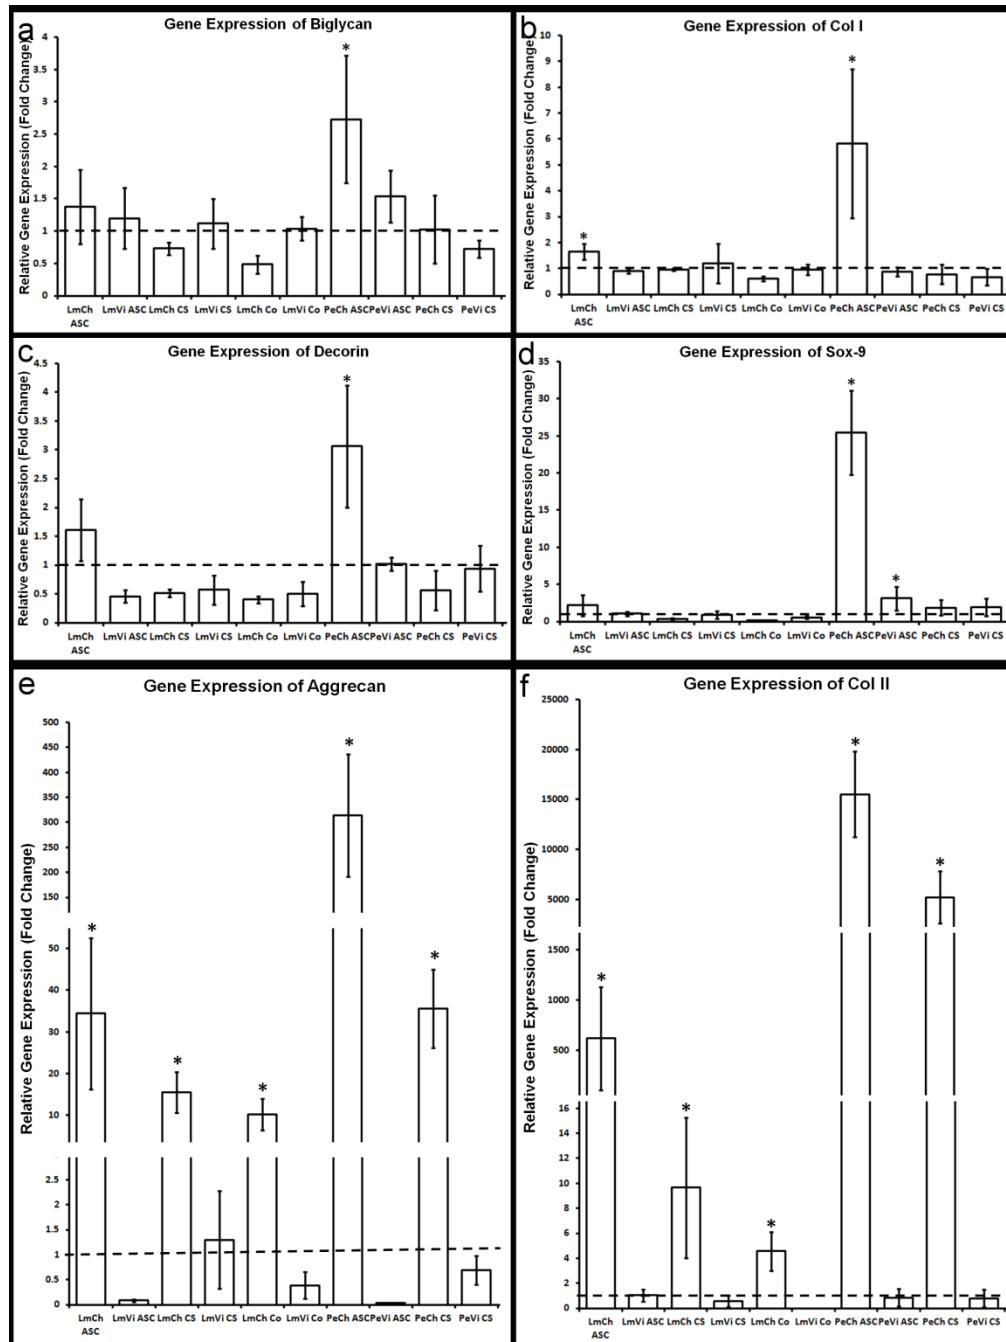 a
Gene Expression of Biglycan
Relative Gene Expression (Fold Change)
4
3.5
3
2.5
2
1.5
1
0.5
0
*
LmCh ASC
LmVi ASC
LmCh CS
LmVi CS
LmCh Co
LmVi Co
PeCh ASC
PeVi ASC
PeCh CS
PeVi CS
b
Gene Expression of Col I
Relative Gene Expression (Fold Change)
10
9
8
7
6
5
4
3
2
1
0
*
*
LmCh ASC
LmVi ASC
LmCh CS
LmVi CS
LmCh Co
LmVi Co
PeCh ASC
PeVi ASC
PeCh CS
PeVi CS
c
Gene Expression of Decorin
Relative Gene Expression (Fold Change)
4.5
4
3.5
3
2.5
2
1.5
1
0.5
0
*
LmCh ASC
LmVi ASC
LmCh CS
LmVi CS
LmCh Co
LmVi Co
PeCh ASC
PeVi ASC
PeCh CS
PeVi CS
d
Gene Expression of Sox-9
Relative Gene Expression (Fold Change)
35
30
25
20
15
10
5
0
*
*
LmCh ASC
LmVi ASC
LmCh CS
LmVi CS
LmCh Co
LmVi Co
PeCh ASC
PeVi ASC
PeCh CS
PeVi CS
e
Gene Expression of Aggrecan
Relative Gene Expression (Fold Change)
500
450
400
350
300
250
200
150
50
40
30
20
10
2.5
2
1.5
1
0.5
0
*
*
*
*
*
LmCh ASC
LmVi ASC
LmCh CS
LmVi CS
LmCh Co
LmVi Co
PeCh ASC
PeVi ASC
PeCh CS
PeVi CS
f
Gene Expression of Col II
Relative Gene Expression (Fold Change)
25000
20000
15000
10000
5000
1500
1000
500
16
14
12
10
8
6
4
2
0
*
*
*
*
*
LmCh ASC
LmVi ASC
LmCh CS
LmVi CS
LmCh Co
LmVi Co
PeCh ASC
PeVi ASC
PeCh CS
PeVi CS